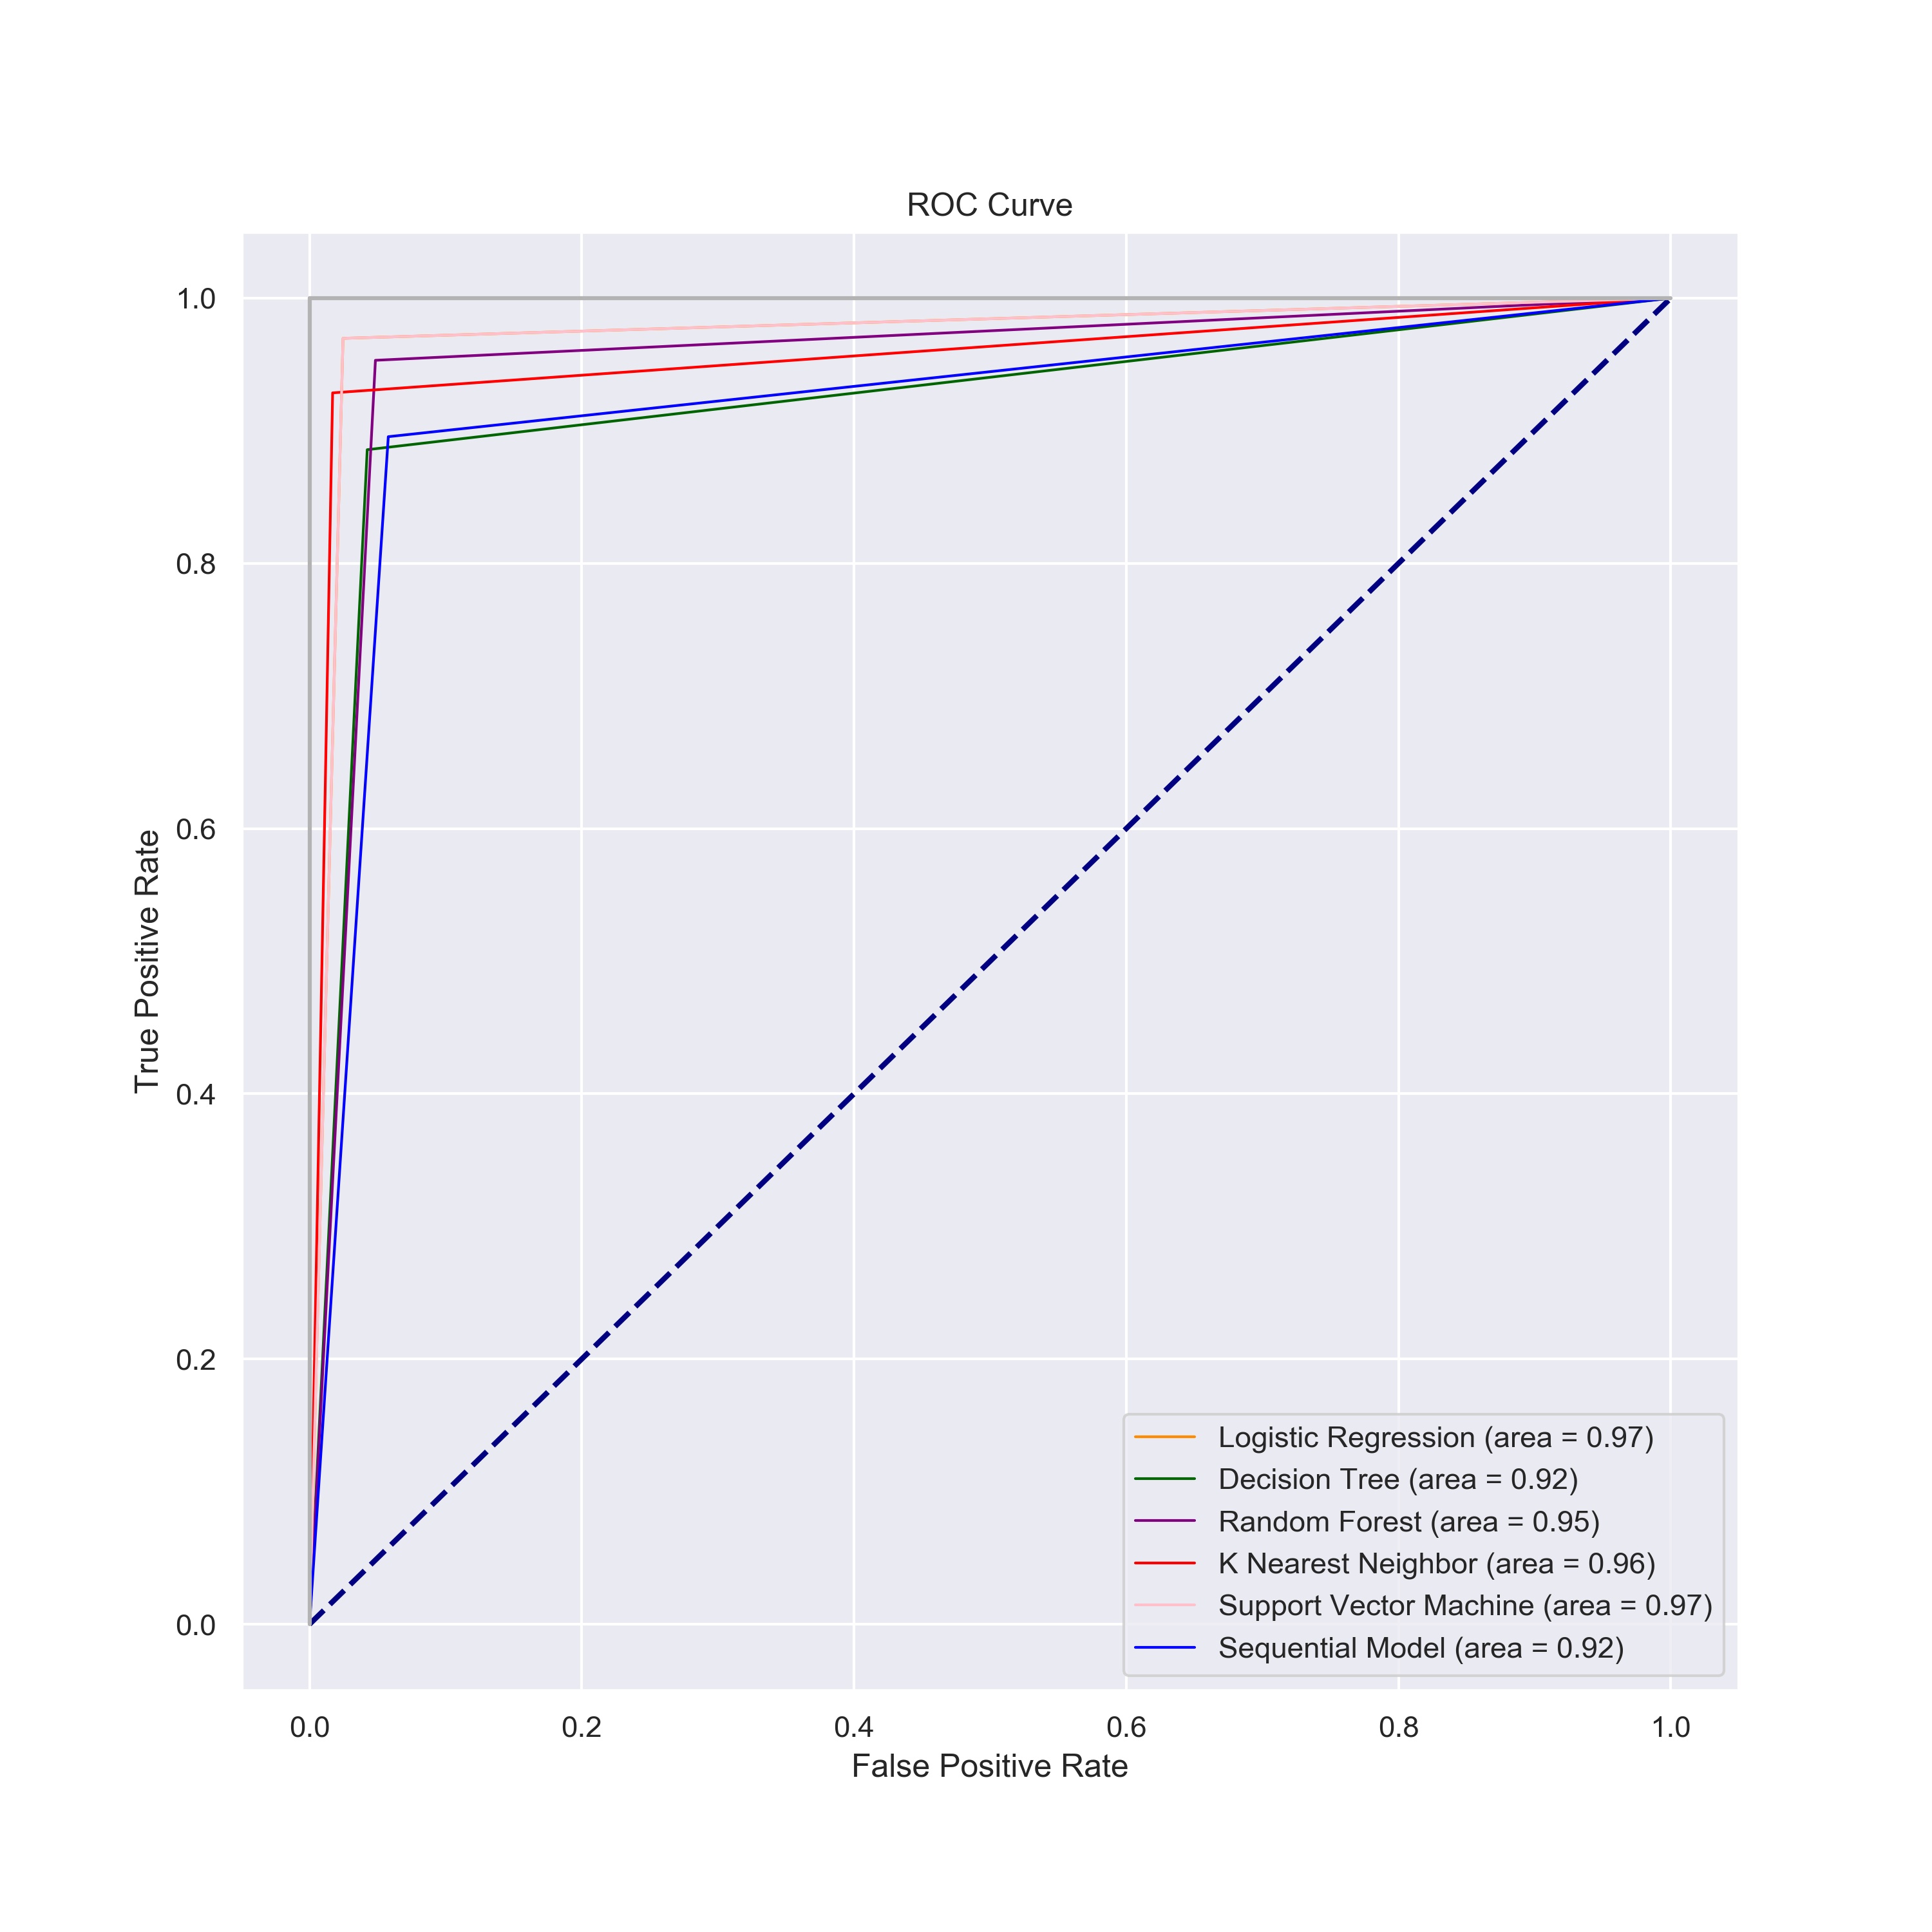 ROC Curve
1.0
0.8
0.6
0.4
0.2
0.0
True Positive Rate
Logistic Regression (area = 0.97)
Decision Tree (area = 0.92)
Random Forest (area = 0.95)
K Nearest Neighbor (area = 0.96)
Support Vector Machine (area = 0.97)
Sequential Model (area = 0.92)
0.0 0.2 0.4 0.6 0.8 1.0
False Positive Rate